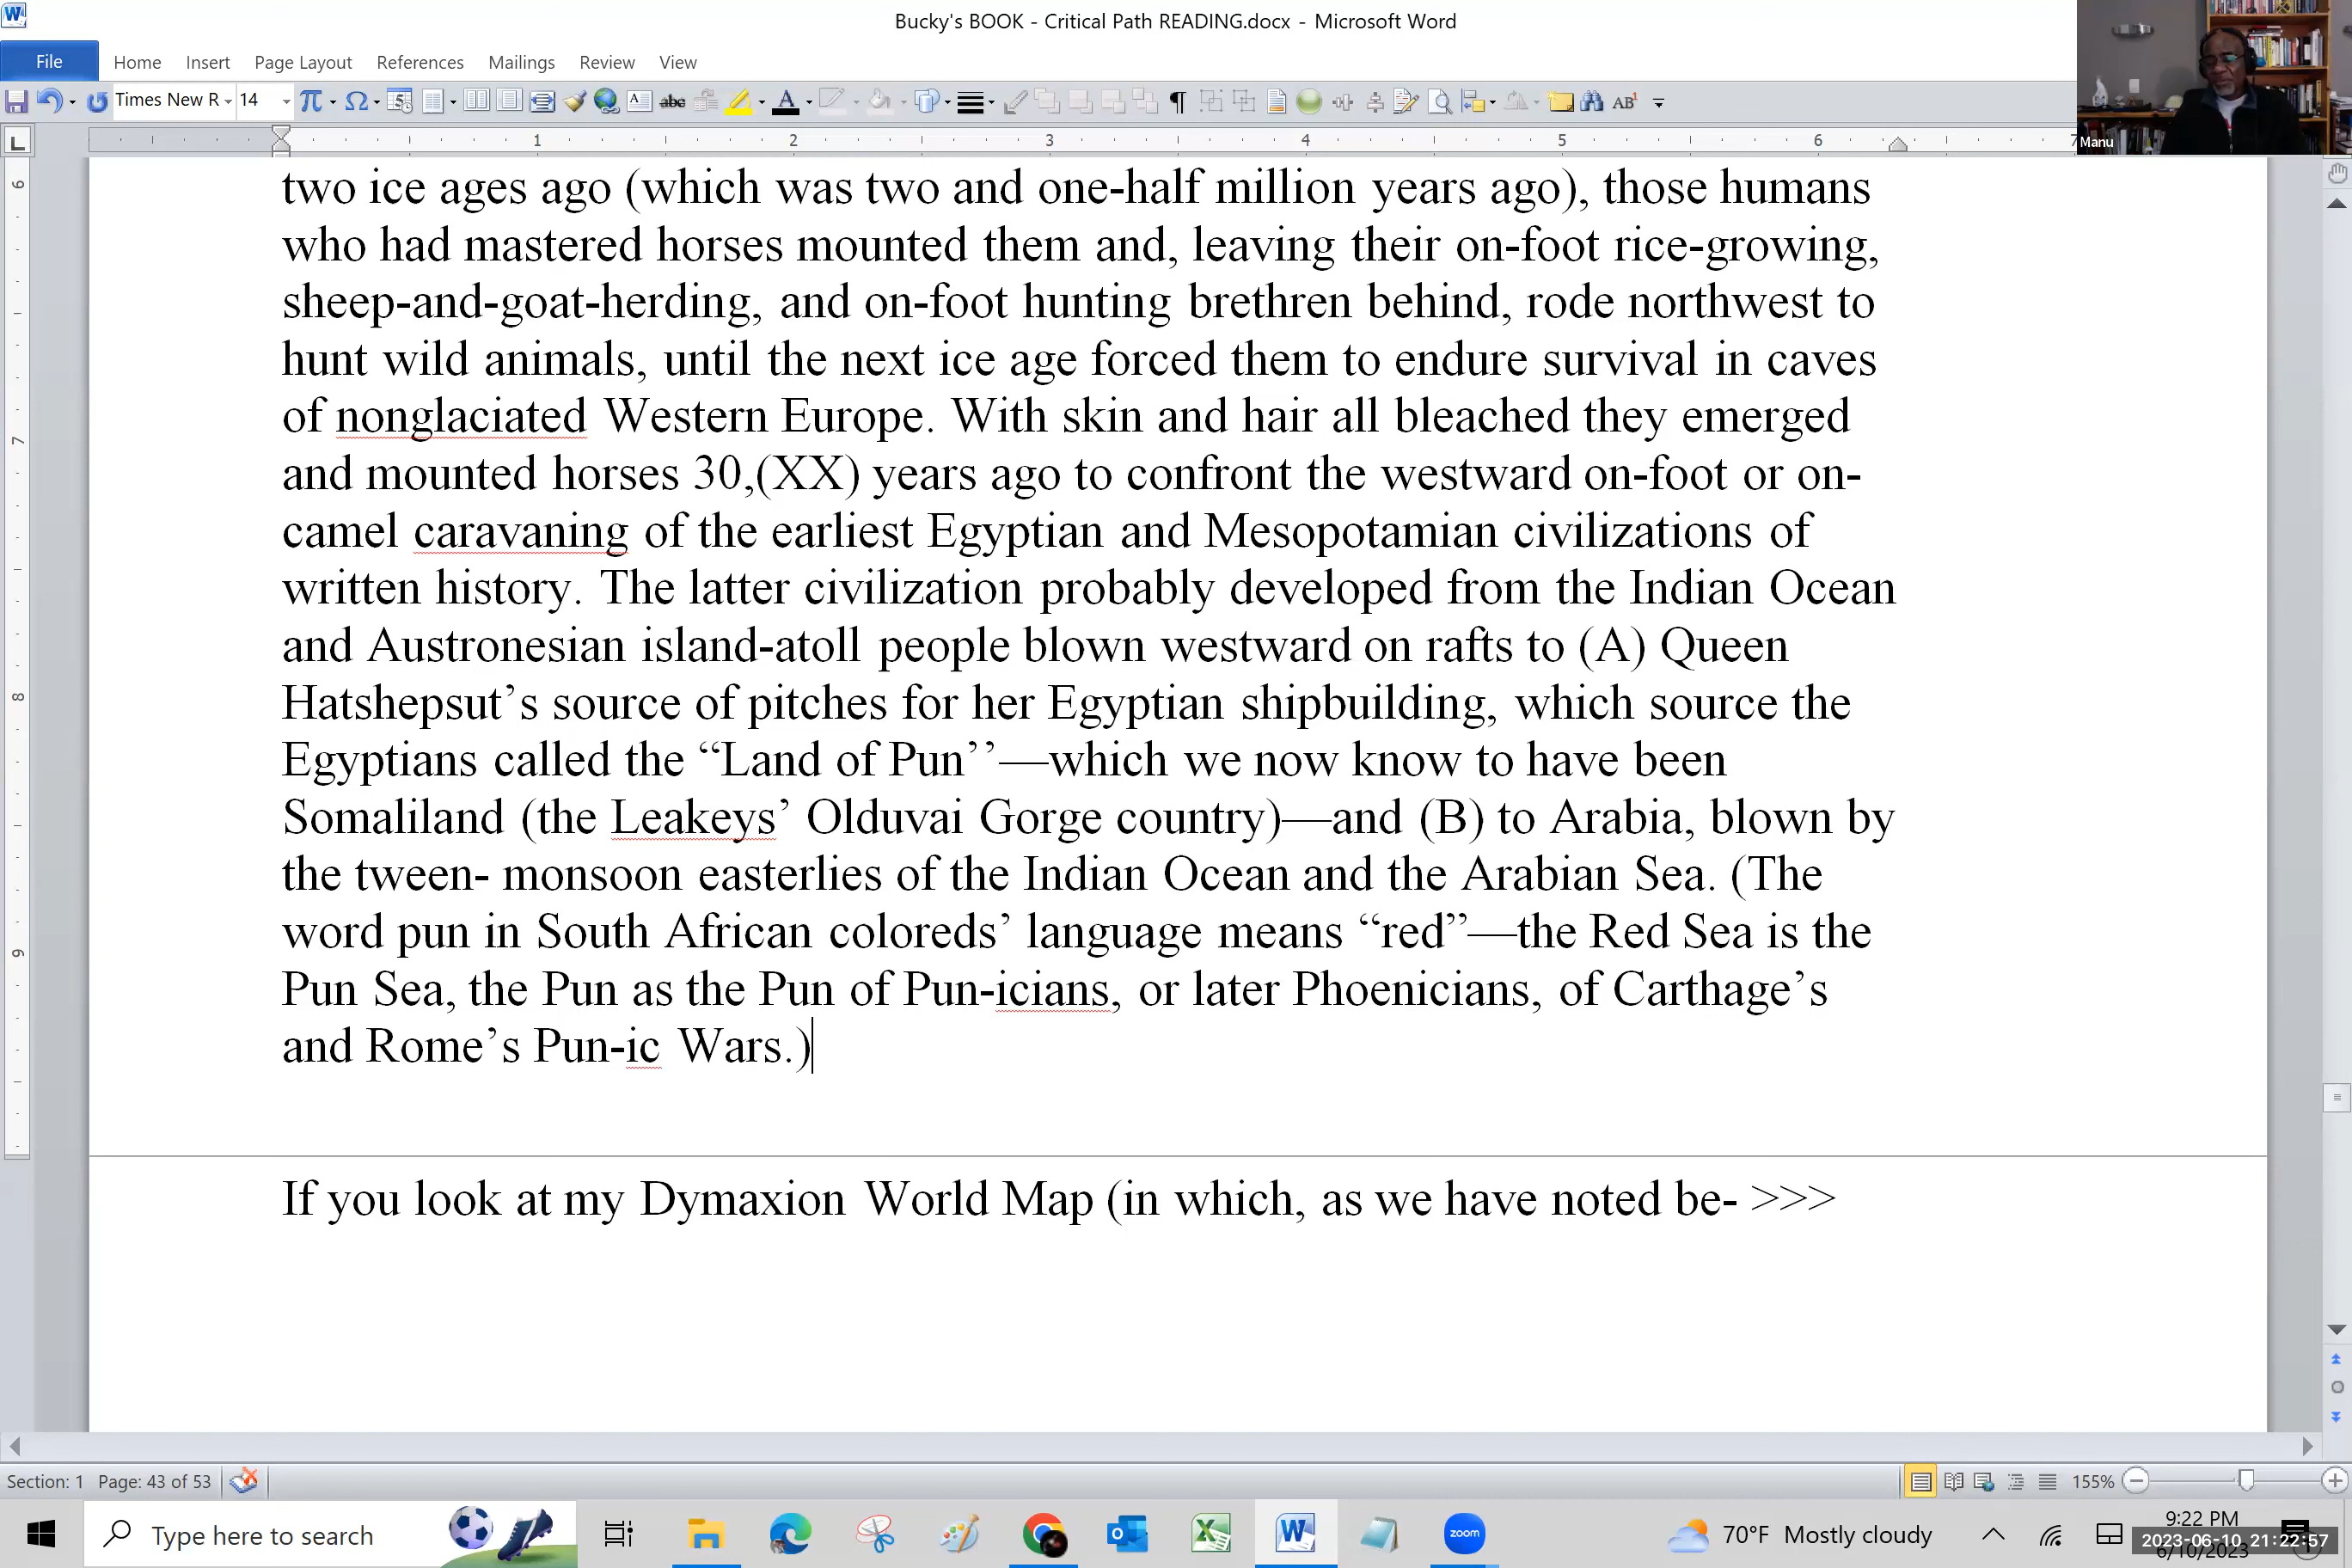 Bucky's BOOK - Critical Path READING.docx - Microsoft Word
File Home Insert Page Layout References Mailings Review View
Times New R 14
1 2 3 4 5 6 7
Manu
two ice ages ago (which was two and one-half million years ago), those humans
who had mastered horses mounted them and, leaving their on-foot rice-growing,
sheep-and-goat-herding, and on-foot hunting brethren behind, rode northwest to
hunt wild animals, until the next ice age forced them to endure survival in caves
of nonglaciated Western Europe. With skin and hair all bleached they emerged
and mounted horses 30,(XX) years ago to confront the westward on-foot or on-
camel caravaning of the earliest Egyptian and Mesopotamian civilizations of
written history. The latter civilization probably developed from the Indian Ocean
and Austronesian island-atoll people blown westward on rafts to (A) Queen
Hatshepsut’s source of pitches for her Egyptian shipbuilding, which source the
Egyptians called the “Land of Pun’’—which we now know to have been
Somaliland (the Leakeys’ Olduvai Gorge country)—and (B) to Arabia, blown by
the tween- monsoon easterlies of the Indian Ocean and the Arabian Sea. (The
word pun in South African coloreds’ language means “red”—the Red Sea is the
Pun Sea, the Pun as the Pun of Pun-icians, or later Phoenicians, of Carthage’s
and Rome’s Pun-ic Wars.)
If you look at my Dymaxion World Map (in which, as we have noted be- >>>
6
7
8
9
Section: 1 Page: 43 of 53 155%
Type here to search zoom 70°F Mostly cloudy 9:22 PM
2023-06-10_21:22:57